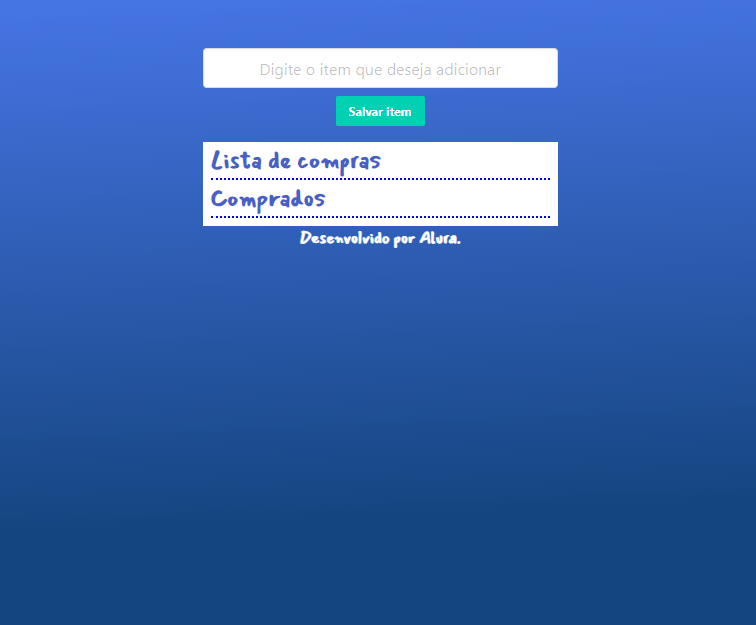 Digite o item que deseja adicionar
Salvar item
Lista de compras
Comprados
Desenvolvido por Alura.